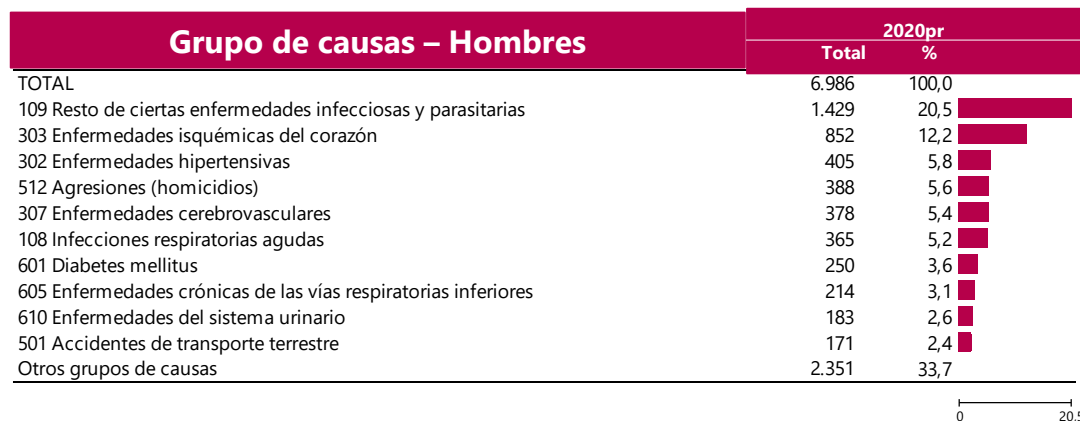 Grupo de causas – Hombres
2020pr
Total %
TOTAL 6.986 100,0
109 Resto de ciertas enfermedades infecciosas y parasitarias 1.429 20,5
303 Enfermedades isquémicas del corazón 852 12,2
302 Enfermedades hipertensivas 405 5,8
512 Agresiones (homicidios) 388 5,6
307 Enfermedades cerebrovasculares 378 5,4
108 Infecciones respiratorias agudas 365 5,2
601 Diabetes mellitus 250 3,6
605 Enfermedades crónicas de las vías respiratorias inferiores 214 3,1
610 Enfermedades del sistema urinario 183 2,6
501 Accidentes de transporte terrestre 171 2,4
Otros grupos de causas 2.351 33,7
0 20.5